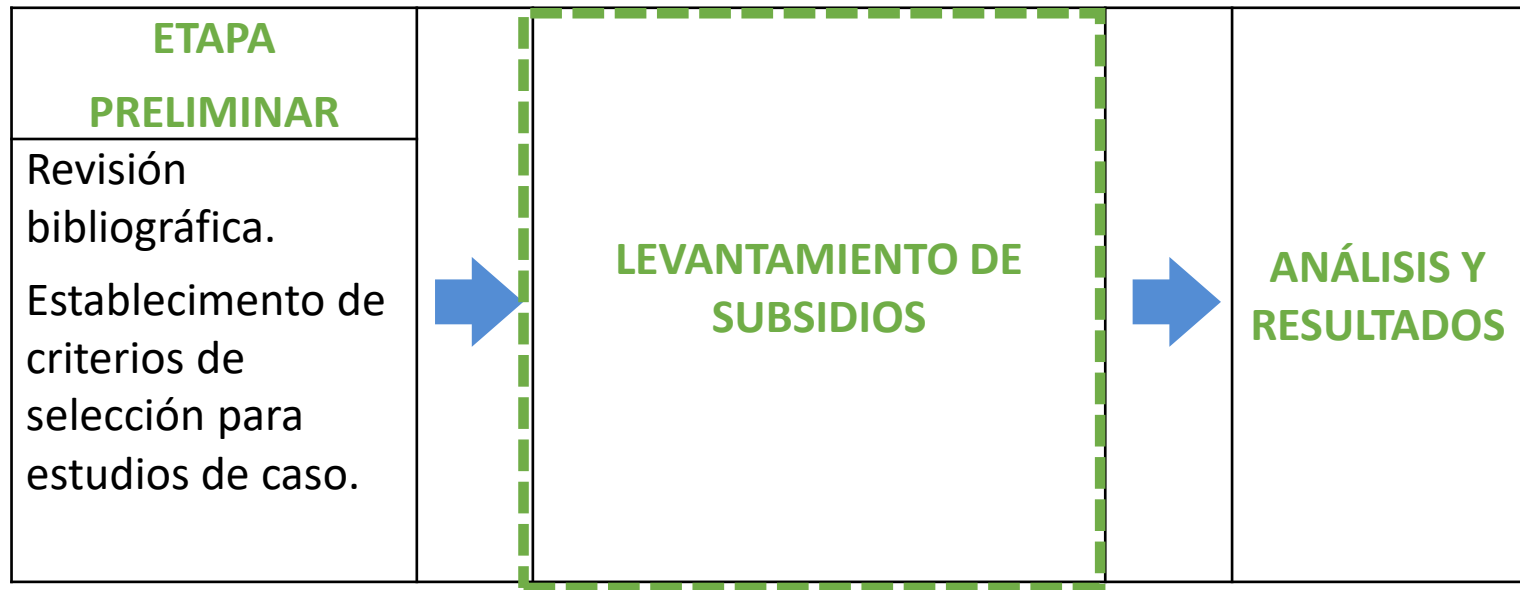 ETAPA
PRELIMINAR
Revisión
bibliográfica.
Establecimento de
criterios de
selección para
estudios de caso.
LEVANTAMIENTO DE
SUBSIDIOS
ANÁLISIS Y
RESULTADOS